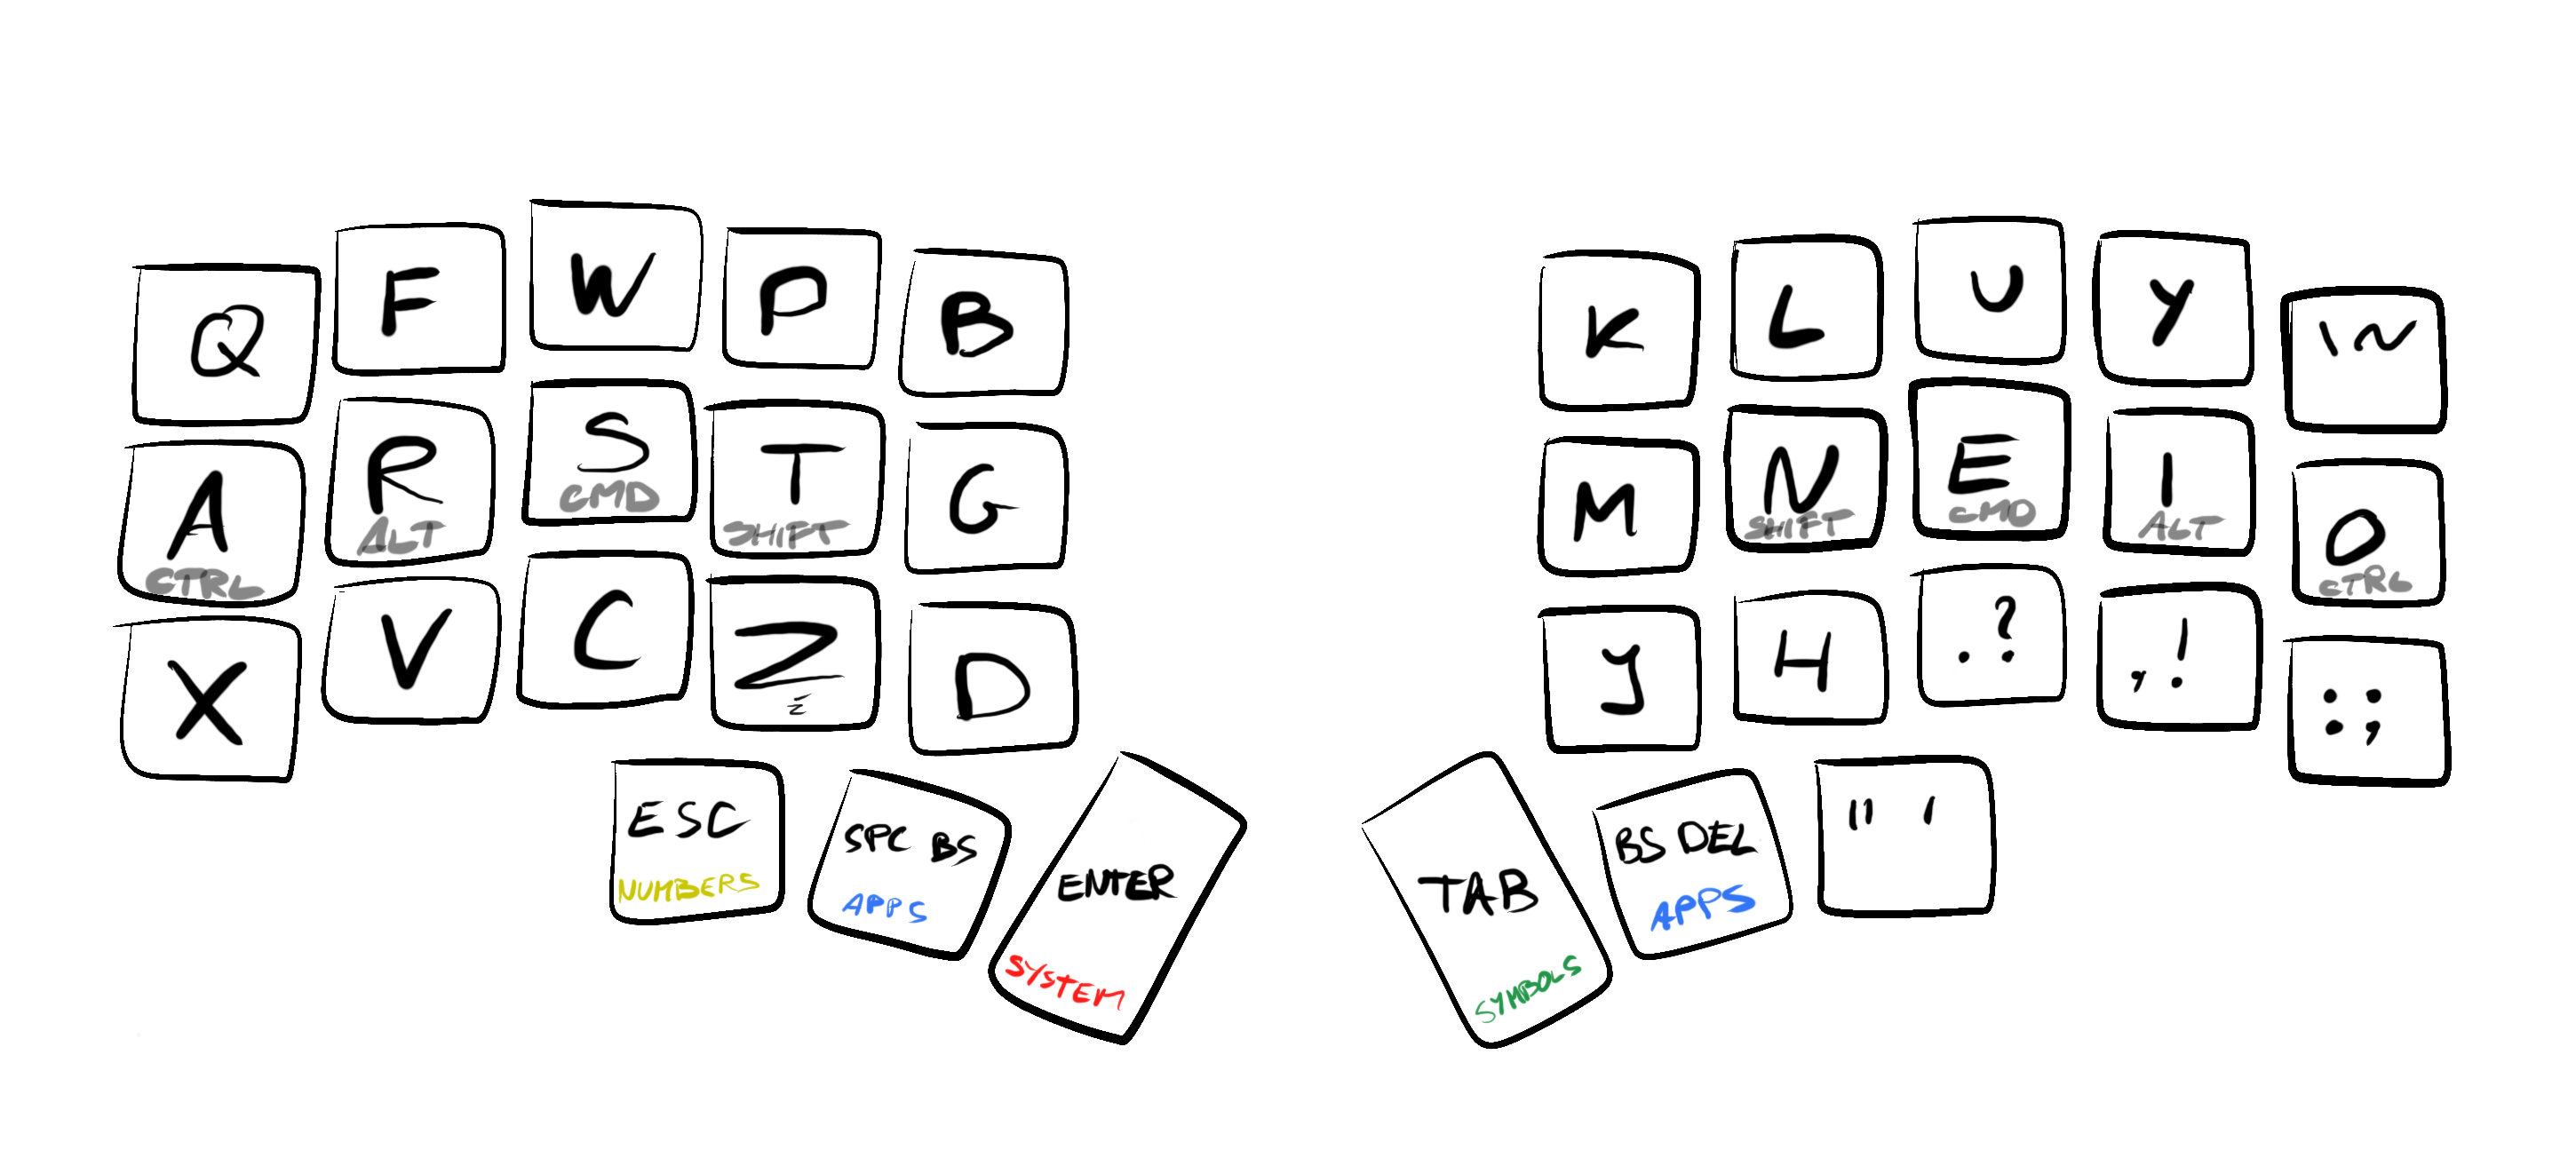 Q F W P B K L U Y \ ~
A R S T G M N E I O
CTRL ALT CMD SHIFT SHIFT CMD ALT CTRL
X V C Z D J H . ? , ! : ;
ESC SPC BS ENTER TAB BS DEL " '
NUMBERS APPS SYSTEM SYMBOLS APPS